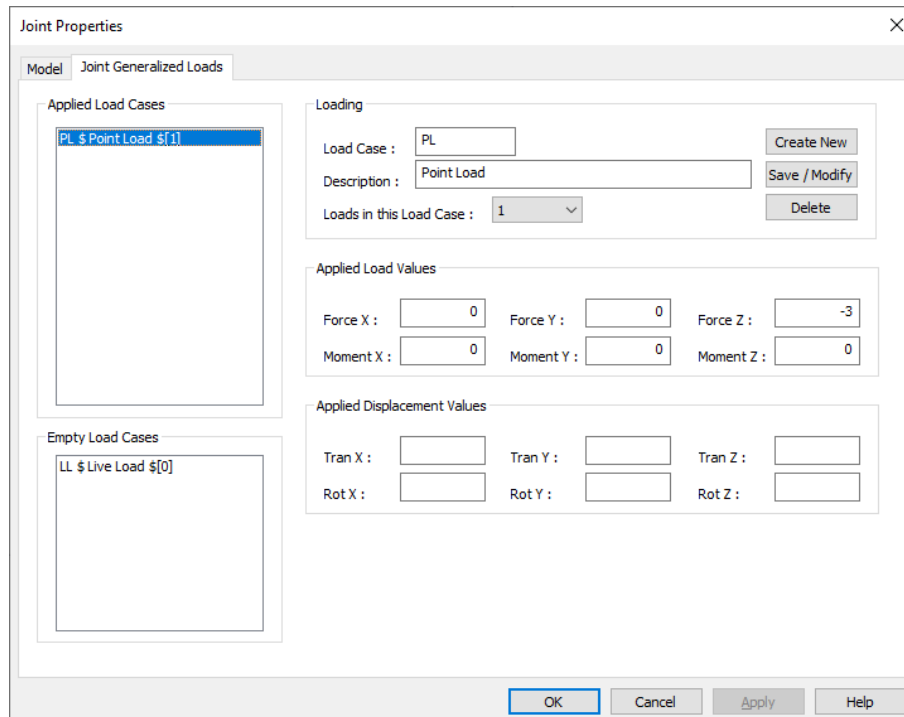 Joint Properties
Model
Joint Generalized Loads
Applied Load Cases
PL $ Point Load $[1]
Empty Load Cases
LL $ Live Load $[0]
Loading
Load Case : PL
Create New
Description : Point Load
Save / Modify
Loads in this Load Case : 1
Delete
Applied Load Values
Force X : 0 Force Y : 0 Force Z : -3
Moment X : 0 Moment Y : 0 Moment Z : 0
Applied Displacement Values
Tran X : Tran Y : Tran Z :
Rot X : Rot Y : Rot Z :
OK Cancel Apply Help